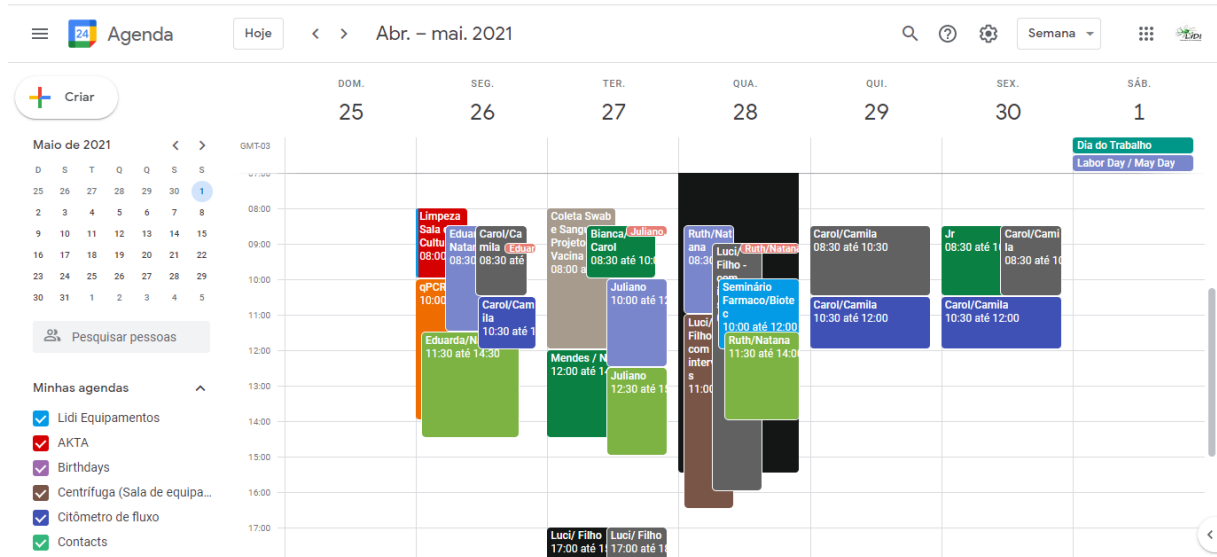 24 Agenda Hoje Abr. – mai. 2021 Semana LIDI
Criar
DOM. SEG. TER. QUA. QUI. SEX. SÁB.
25 26 27 28 29 30 1
Maio de 2021
D S T Q Q S S
25 26 27 28 29 30 1
2 3 4 5 6 7 8
9 10 11 12 13 14 15
16 17 18 19 20 21 22
23 24 25 26 27 28 29
30 31 1 2 3 4 5
Pesquisar pessoas
Minhas agendas
Lidi Equipamentos
AKTA
Birthdays
Centrífuga (Sala de equipa...
Citômetro de fluxo
Contacts
GMT-03
Dia do Trabalho
Labor Day / May Day
07:00
08:00
09:00
10:00
11:00
12:00
13:00
14:00
15:00
16:00
17:00
Limpeza
Sala
Cultu
08:00
Eduar
Natan
08:30
Carol/Ca
mila
08:30 até
Eduar
qPCR
10:00
Carol/Cam
ila
10:30 até 1
Eduarda/N
11:30 até 14:30
Coleta Swab
e Sangu
Projeto
Vacina
08:00 a
Bianca/
Carol
08:30 até 10:
Juliano,
Juliano
10:00 até 12
Mendes / N
12:00 até 14
Juliano
12:30 até 1
Luci/ Filho
17:00 até 1
Luci/ Filho
17:00 até 18
Ruth/Nat
ana
08:30
Luci/
Filho -
com
Ruth/Natana
Seminário
Farmaco/Biote
c
10:00 até 12:00
Luci/
Filho
com
inter
s
11:00
Ruth/Natana
11:30 até 14:0
Carol/Camila
08:30 até 10:30
Carol/Camila
10:30 até 12:00
Jr
08:30 até 1
Carol/Cami
la
08:30 até 10
Carol/Camila
10:30 até 12:00